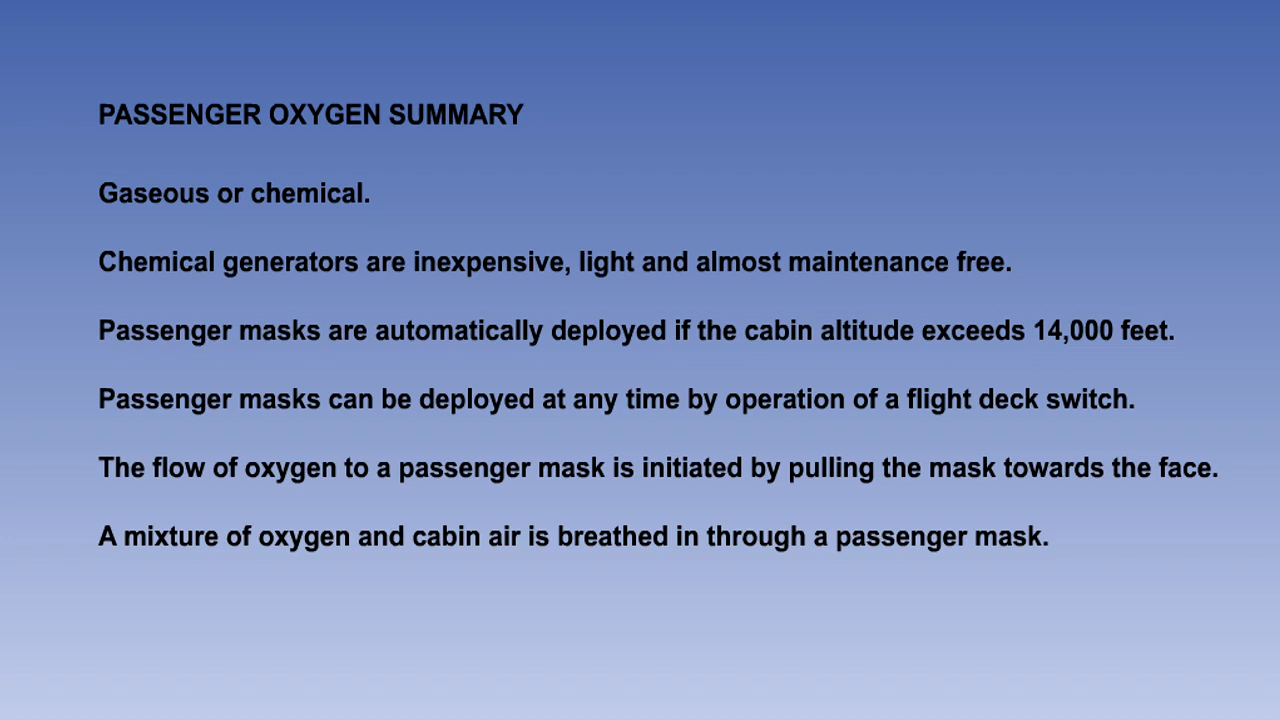 PASSENGER OXYGEN SUMMARY
Gaseous or chemical.
Chemical generators are inexpensive, light and almost maintenance free.
Passenger masks are automatically deployed if the cabin altitude exceeds 14,000 feet.
Passenger masks can be deployed at any time by operation of a flight deck switch.
The flow of oxygen to a passenger mask is initiated by pulling the mask towards the face.
A mixture of oxygen and cabin air is breathed in through a passenger mask.